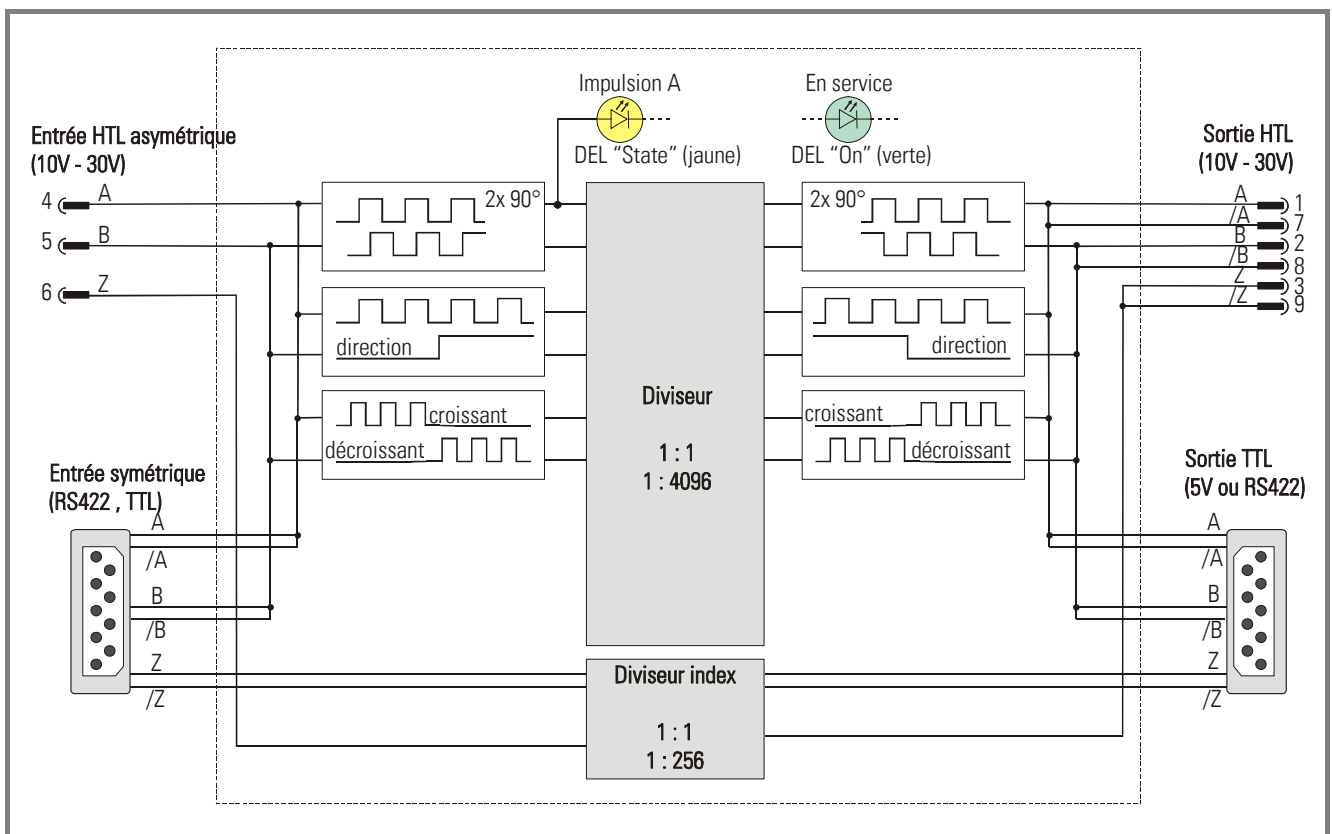 Impulsion A
En service
DEL "State" (jaune)
DEL "On" (verte)
Entrée HTL asymétrique
(10V - 30V)
4 A
5 B
6 Z
Sortie HTL
(10V - 30V)
A 1
/A 7
B 2
/B 8
Z 3
/Z 9
2x 90°
direction
croissant
décroissant
Diviseur
1 : 1
1 : 4096
2x 90°
direction
croissant
décroissant
Entrée symétrique
(RS422 , TTL)
A
/A
B
/B
Z
/Z
Sortie TTL
(5V ou RS422)
A
/A
B
/B
Z
/Z
Diviseur index
1 : 1
1 : 256